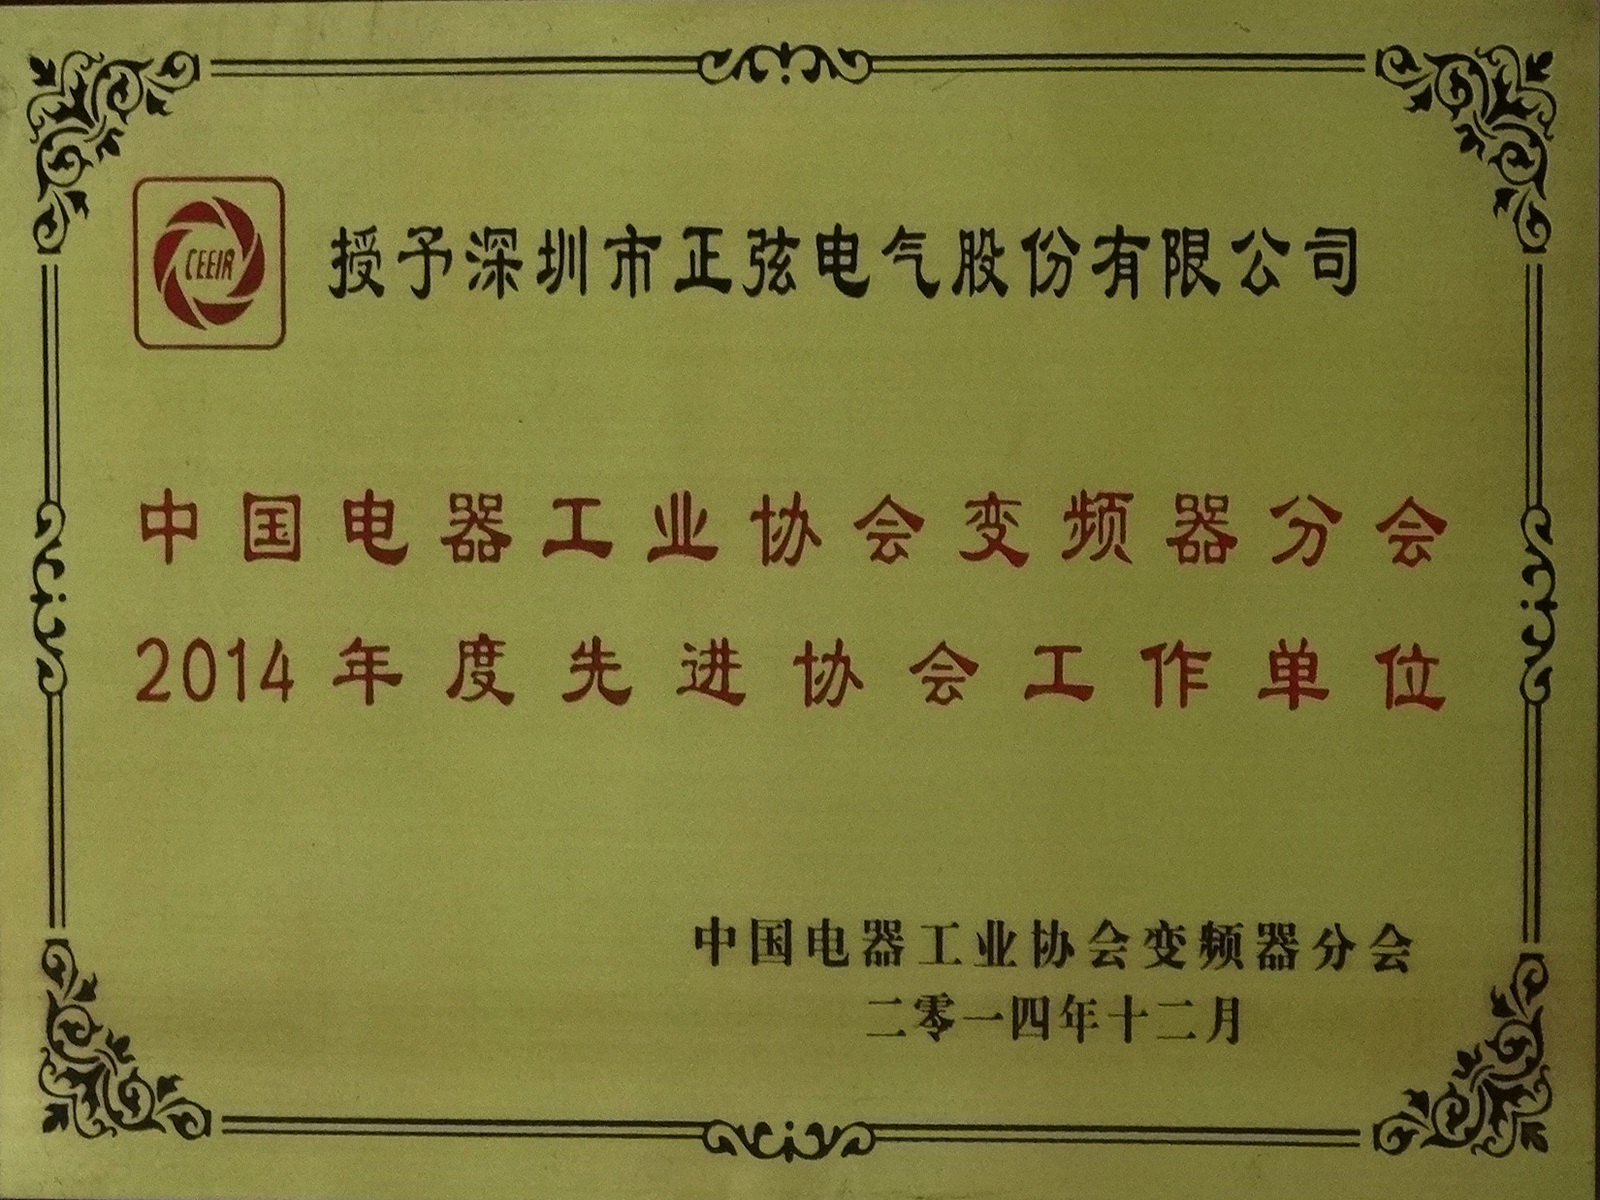 CEEIR
授予深圳市正弦电气股份有限公司
中国电器工业协会变频器分会
2014年度先进协会工作单位
中国电器工业协会变频器分会
二零一四年十二月